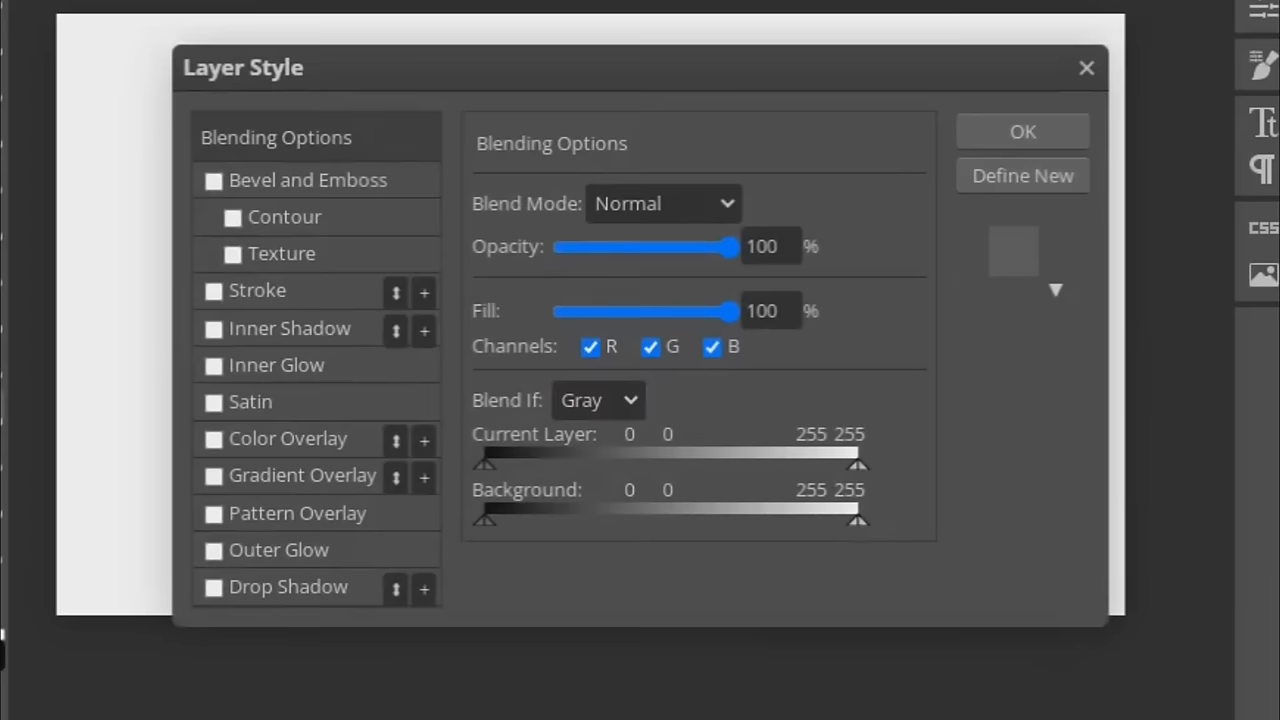 Layer Style
Blending Options
Bevel and Emboss
Contour
Texture
Stroke
Inner Shadow
Inner Glow
Satin
Color Overlay
Gradient Overlay
Pattern Overlay
Outer Glow
Drop Shadow
Blending Options
Blend Mode: Normal
Opacity: 100 %
Fill: 100 %
Channels: R G B
Blend If: Gray
Current Layer: 0 0 255 255
Background: 0 0 255 255
OK
Define New
Tt
¶
CSS